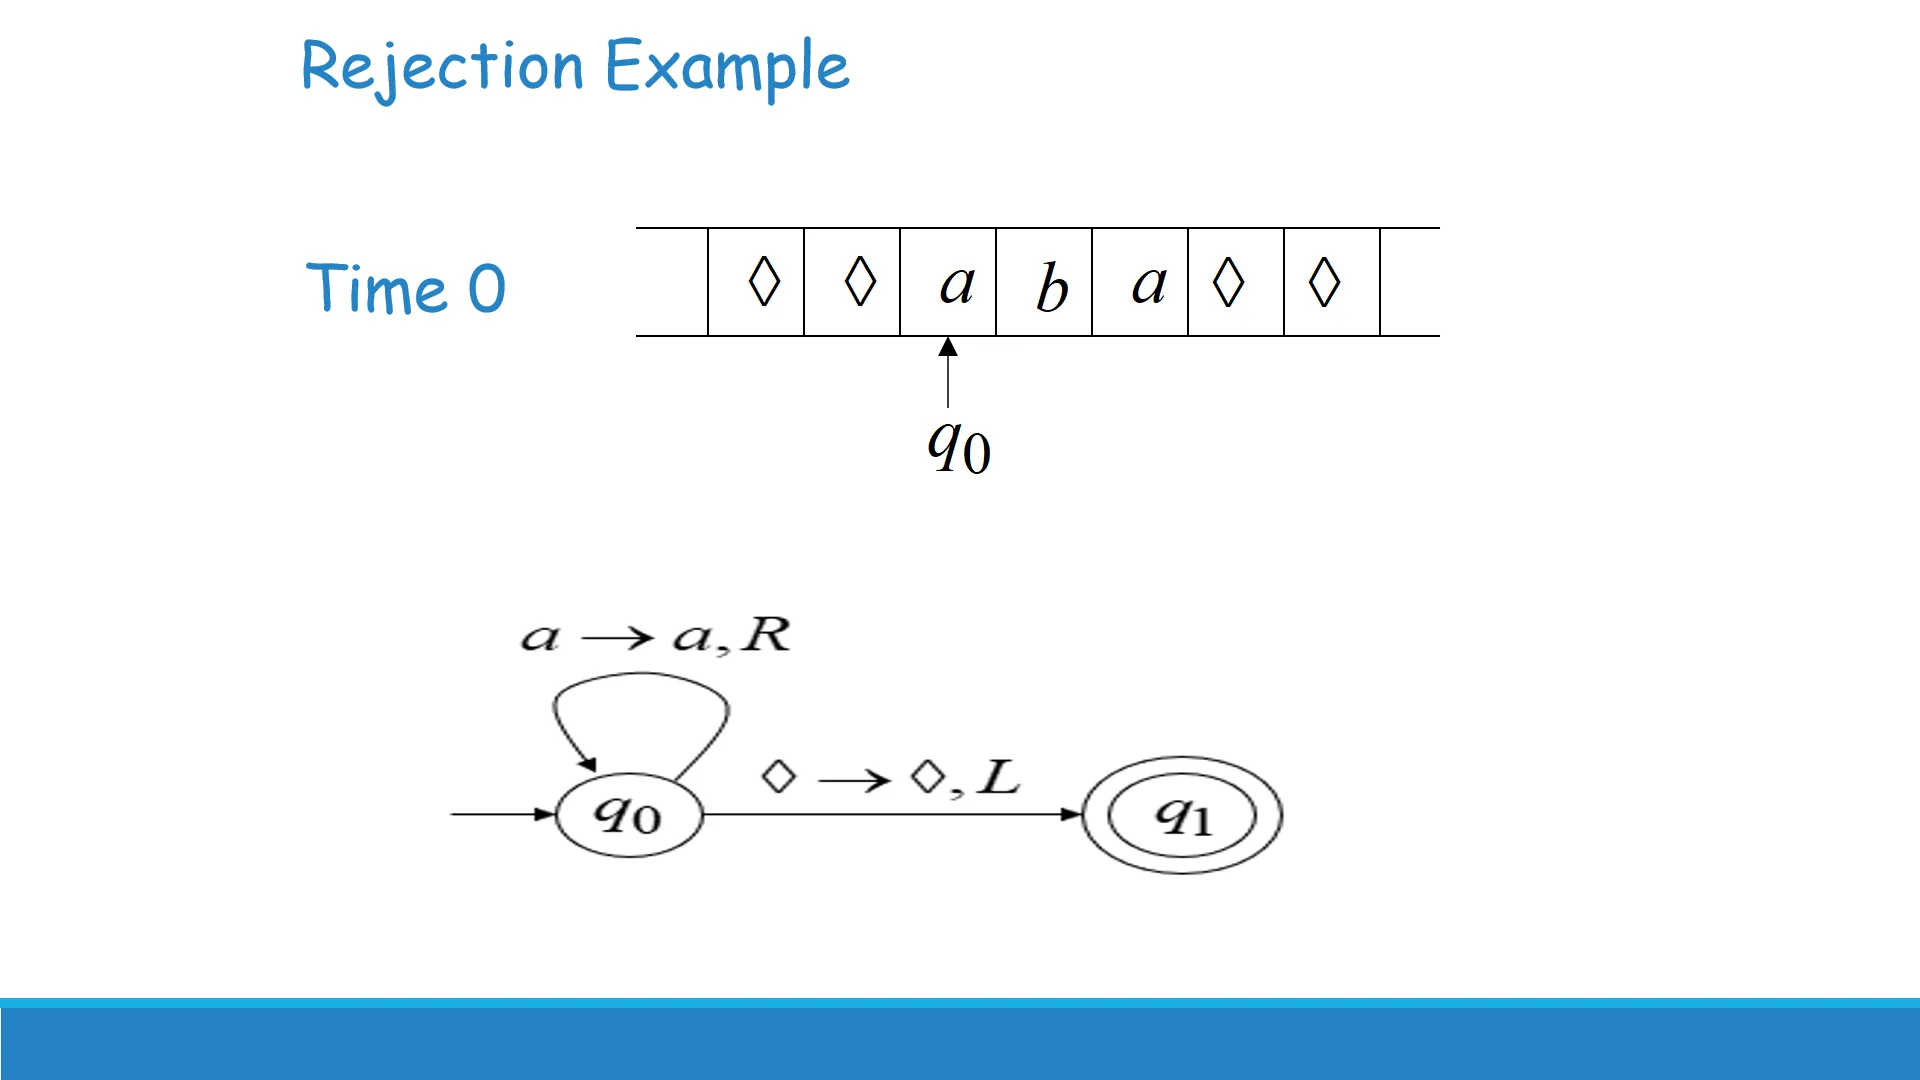 Rejection Example
Time 0
◊ ◊ a b a ◊ ◊
q0
a → a, R
◊ → ◊, L
q0
q1